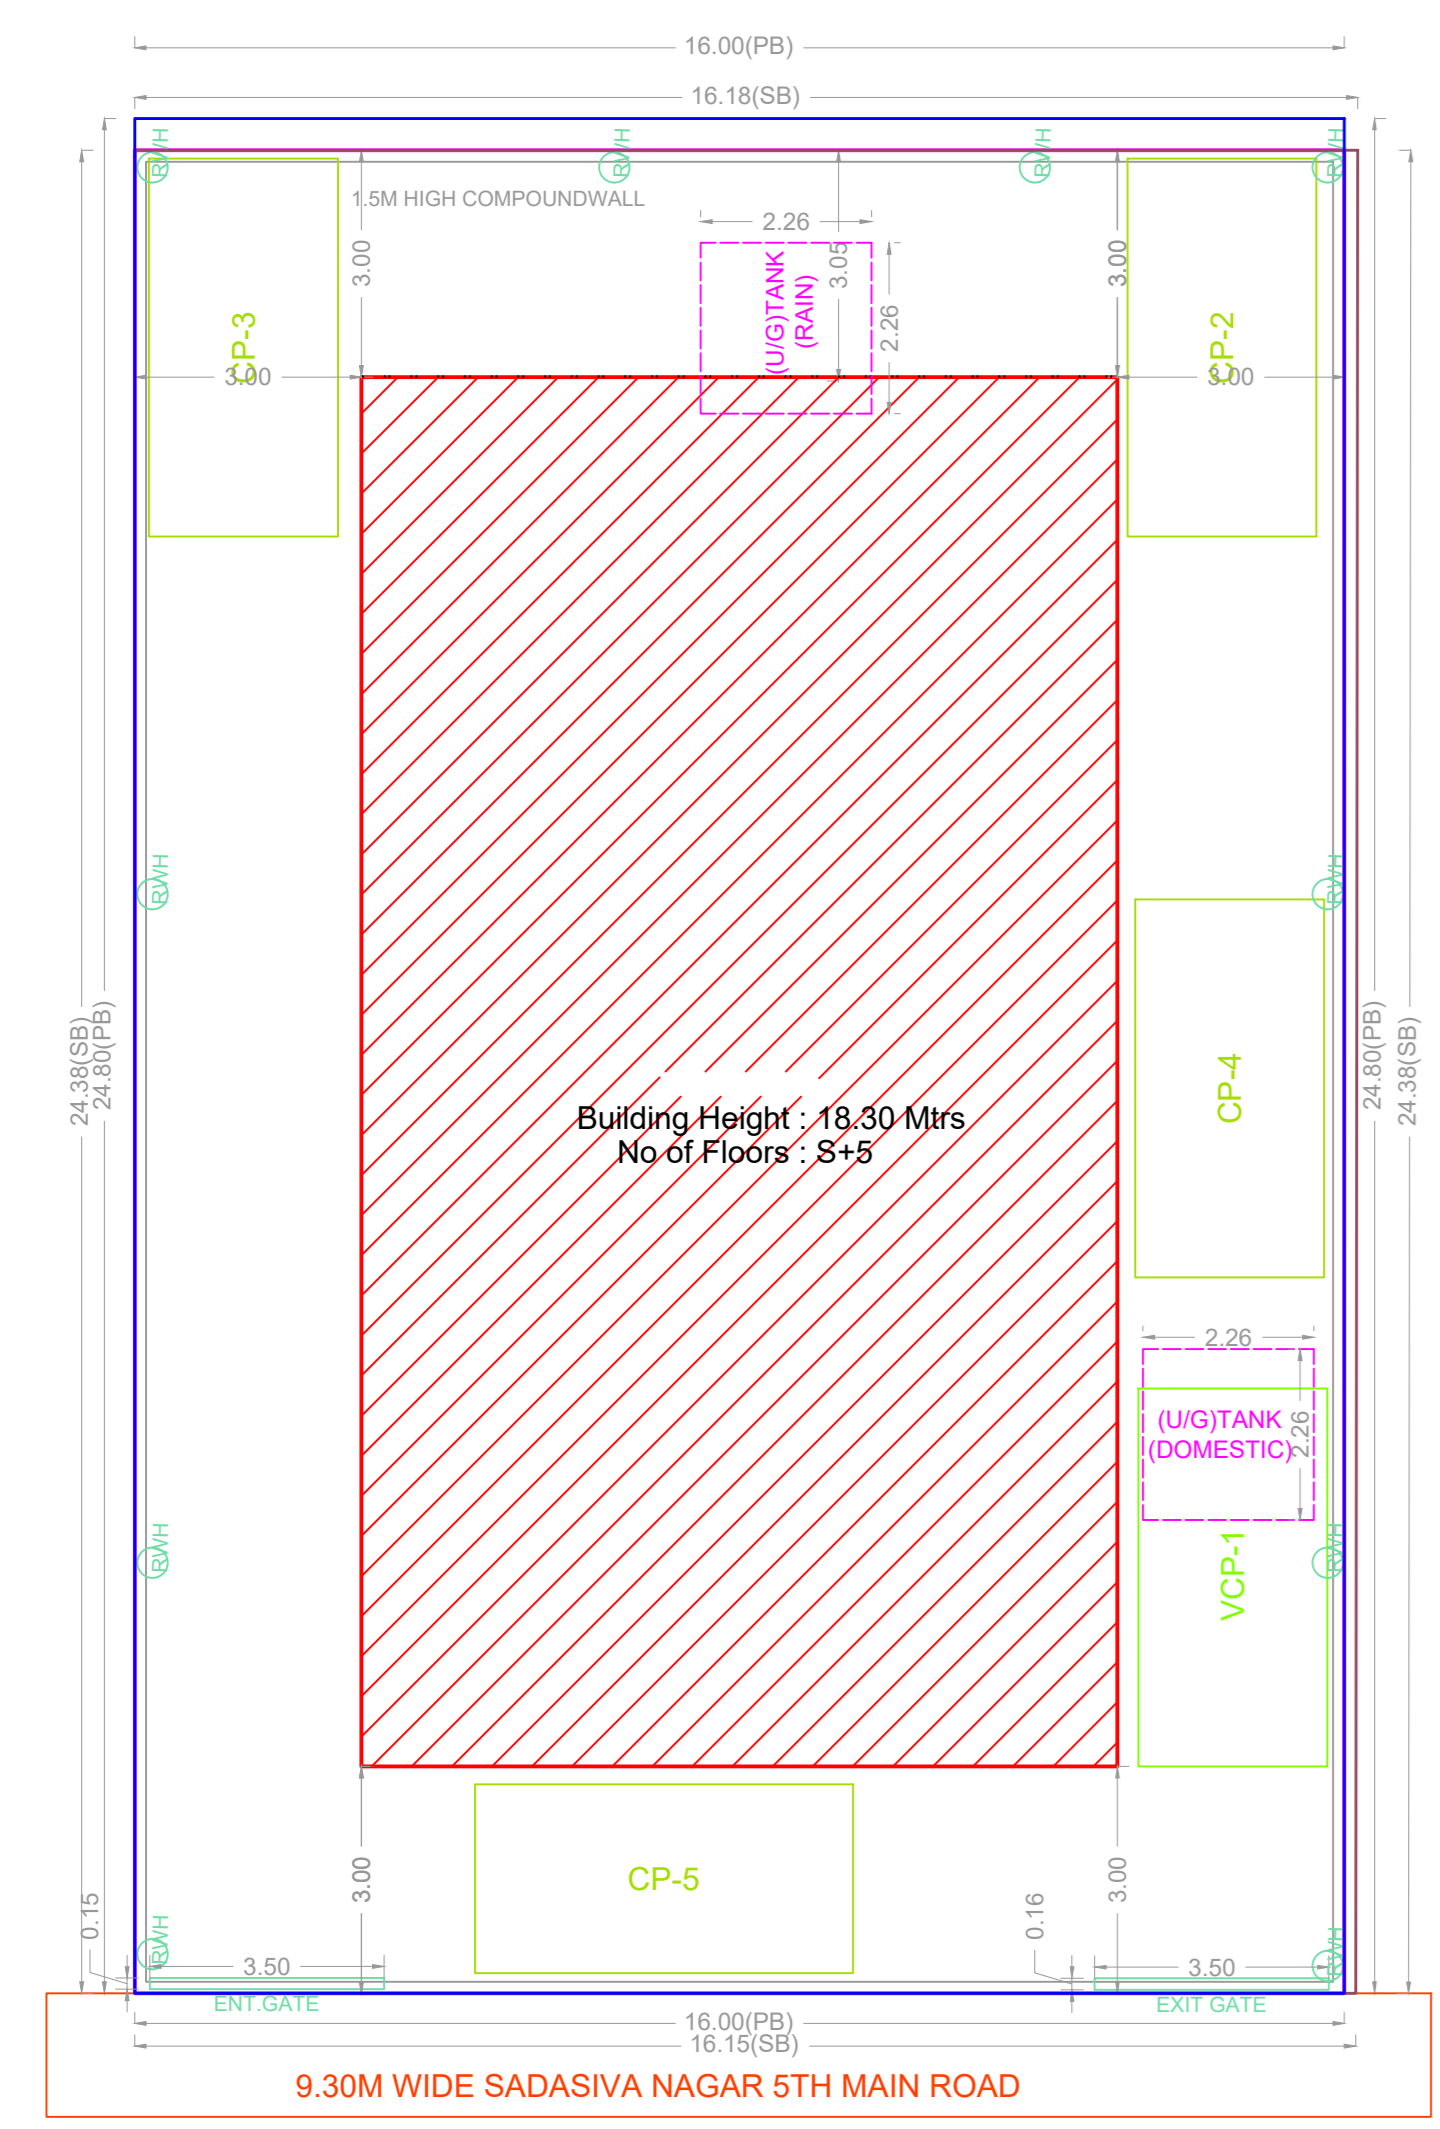 16.00(PB)
16.18(SB)
RWH
RWH
RWH
RWH
1.5M HIGH COMPOUNDWALL
2.26
3.00
3.05
3.00
(U/G)TANK
(RAIN)
2.26
CP-3
CP-2
3.00
3.00
RWH
RWH
24.38(SB)
24.80(PB)
24.80(PB)
24.38(SB)
CP-4
Building Height : 18.30 Mtrs
No of Floors : S+5
2.26
(U/G)TANK
(DOMESTIC)
2.26
RWH
RWH
VCP-1
CP-5
3.00
3.00
0.15
0.16
RWH
RWH
3.50
3.50
ENT.GATE
EXIT GATE
16.00(PB)
16.15(SB)
9.30M WIDE SADASIVA NAGAR 5TH MAIN ROAD